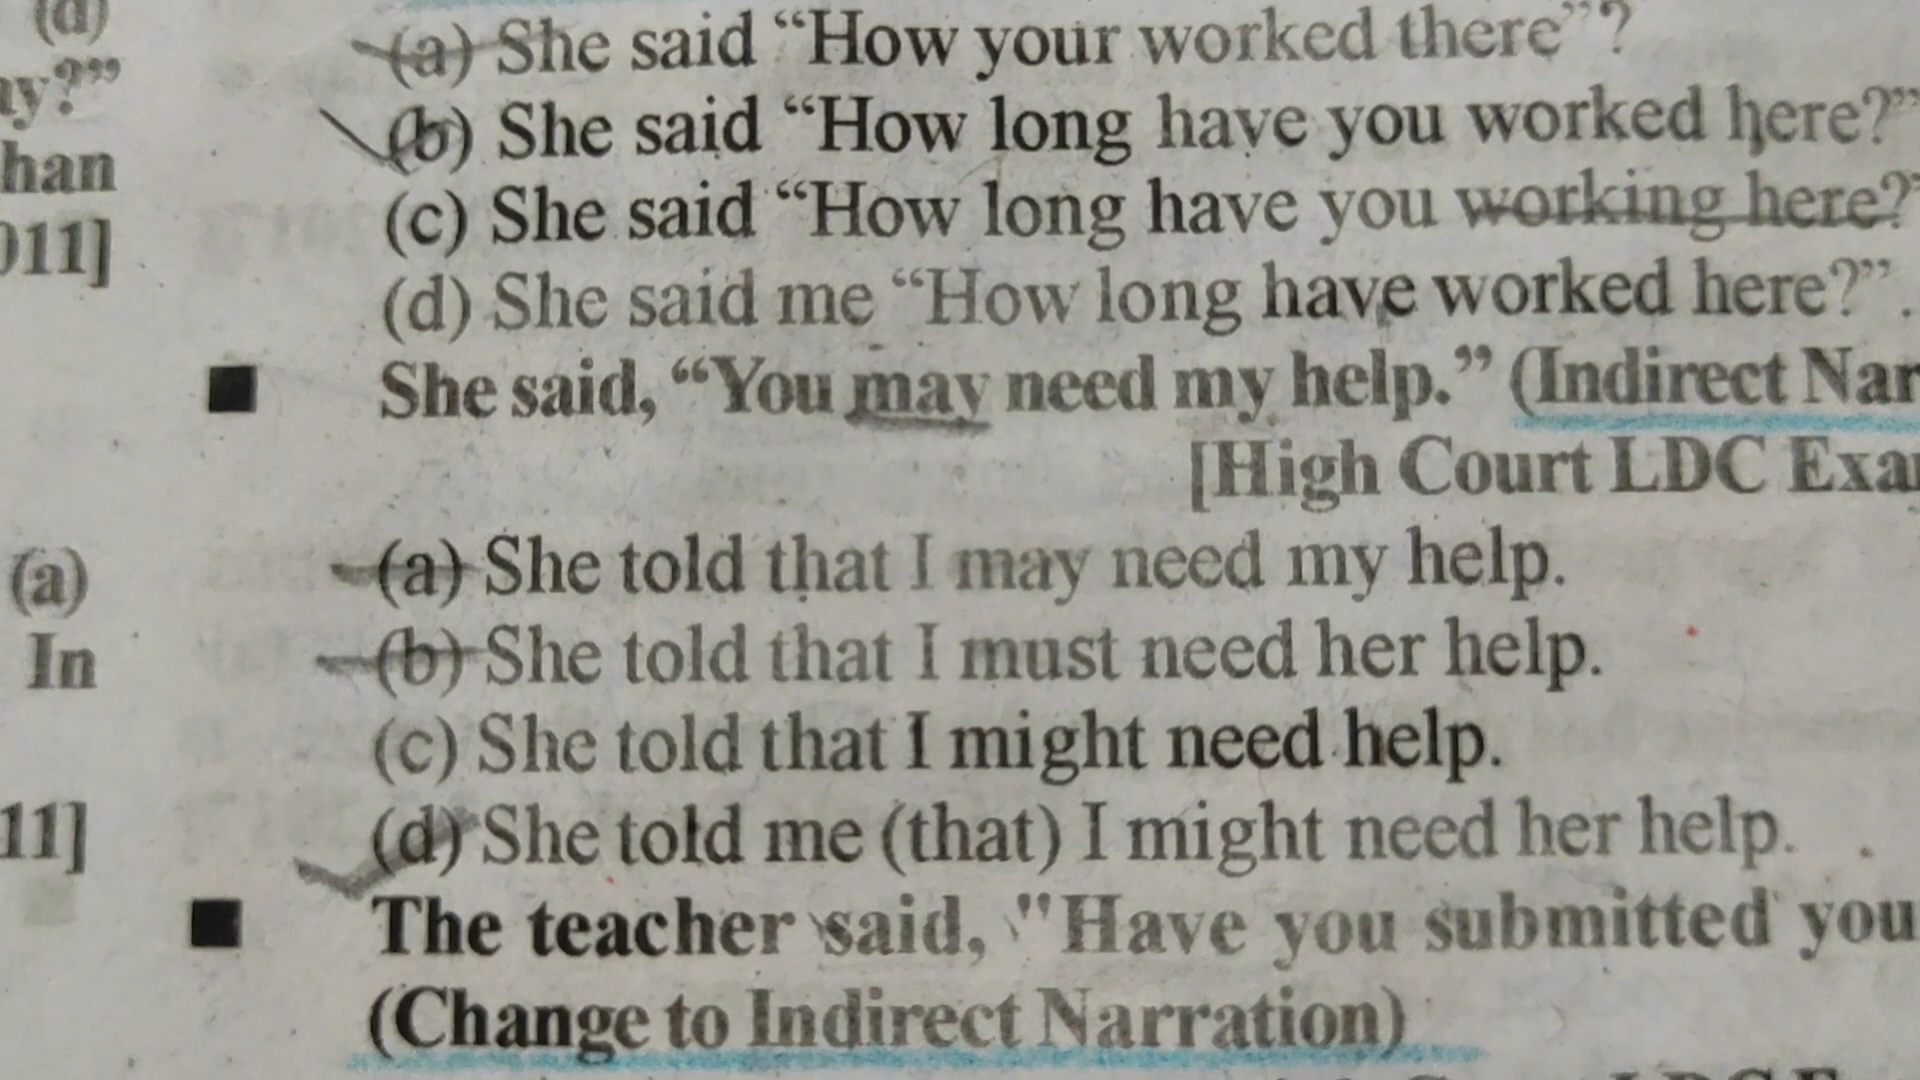 (d)
ay?”
han
011]
(a)
In
11]
(a) She said “How your worked there”?
(b) She said “How long have you worked here?”
(c) She said “How long have you working here?”
(d) She said me “How long have worked here?”.
■ She said, “You may need my help.” (Indirect Nar
[High Court LDC Exa
(a) She told that I may need my help.
(b) She told that I must need her help.
(c) She told that I might need help.
(d) She told me (that) I might need her help.
■ The teacher said, "Have you submitted you
(Change to Indirect Narration)